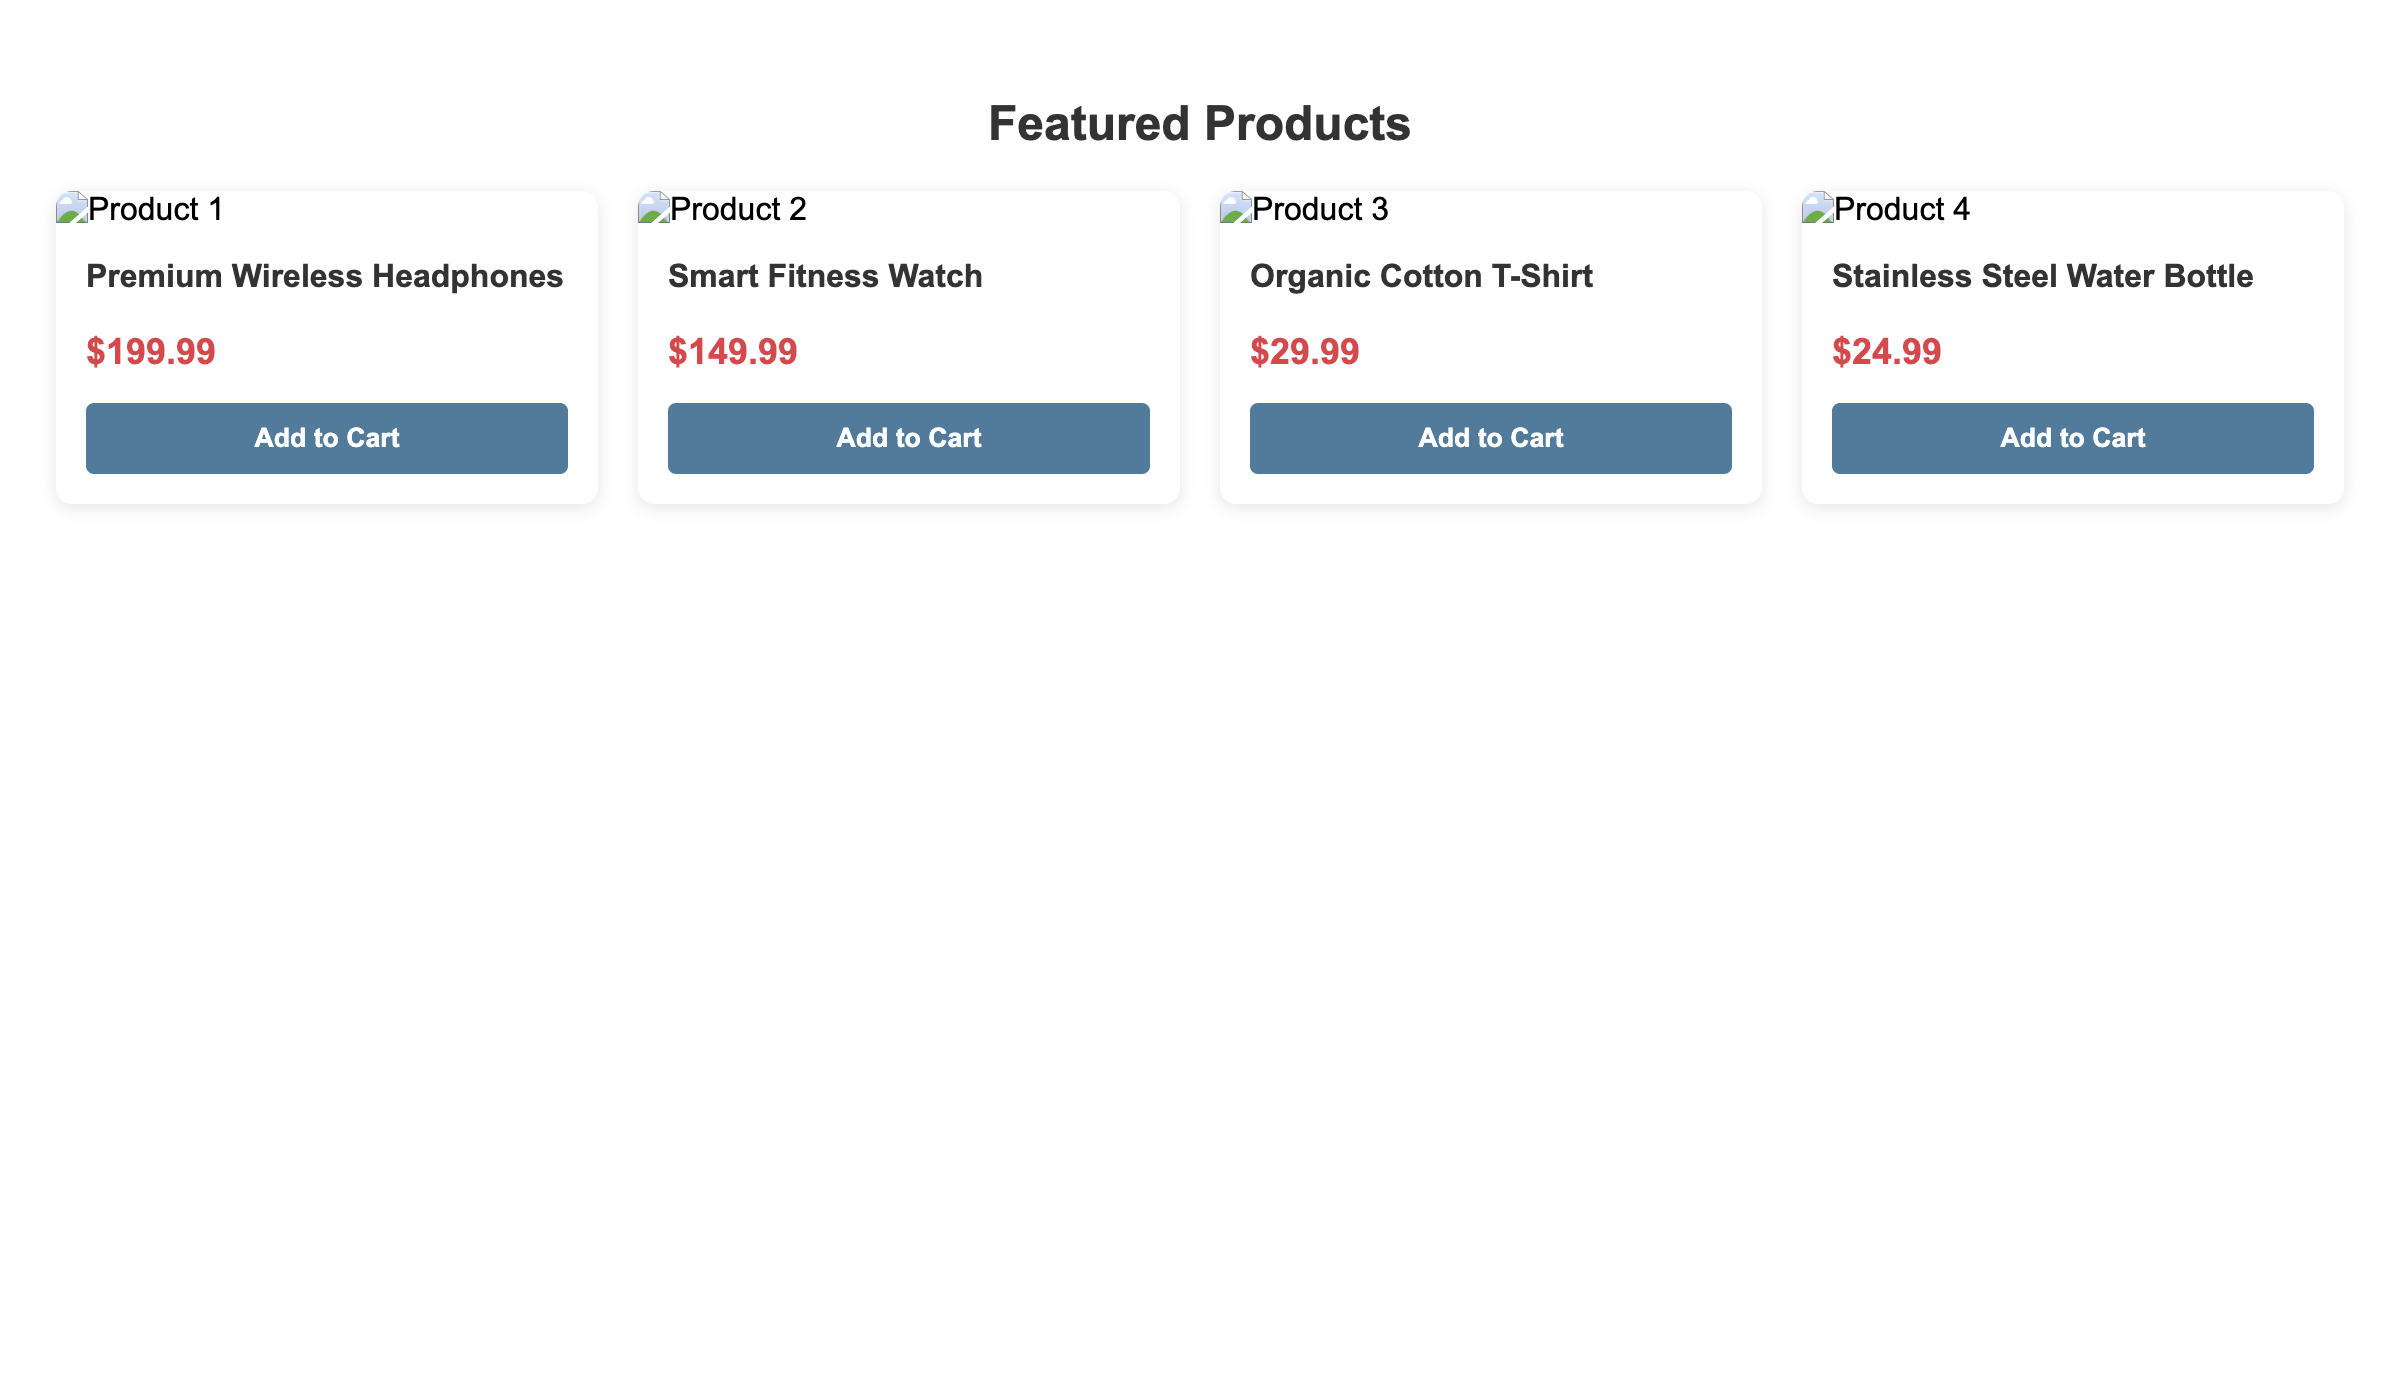 Featured Products
Product 1
Premium Wireless Headphones
$199.99
Add to Cart
Product 2
Smart Fitness Watch
$149.99
Add to Cart
Product 3
Organic Cotton T-Shirt
$29.99
Add to Cart
Product 4
Stainless Steel Water Bottle
$24.99
Add to Cart